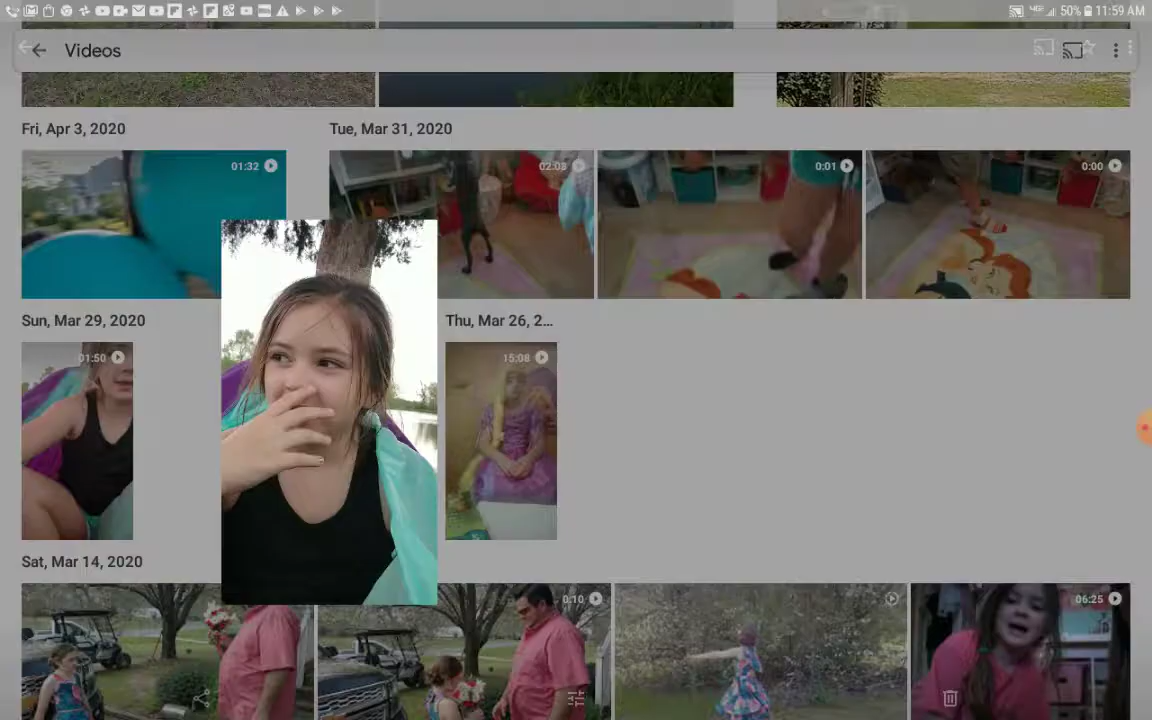 50% 11:59 AM
Videos
Fri, Apr 3, 2020
Tue, Mar 31, 2020
01:32
02:08
0:01
0:00
Sun, Mar 29, 2020
Thu, Mar 26, 2...
01:50
15:08
Sat, Mar 14, 2020
0:10
06:25